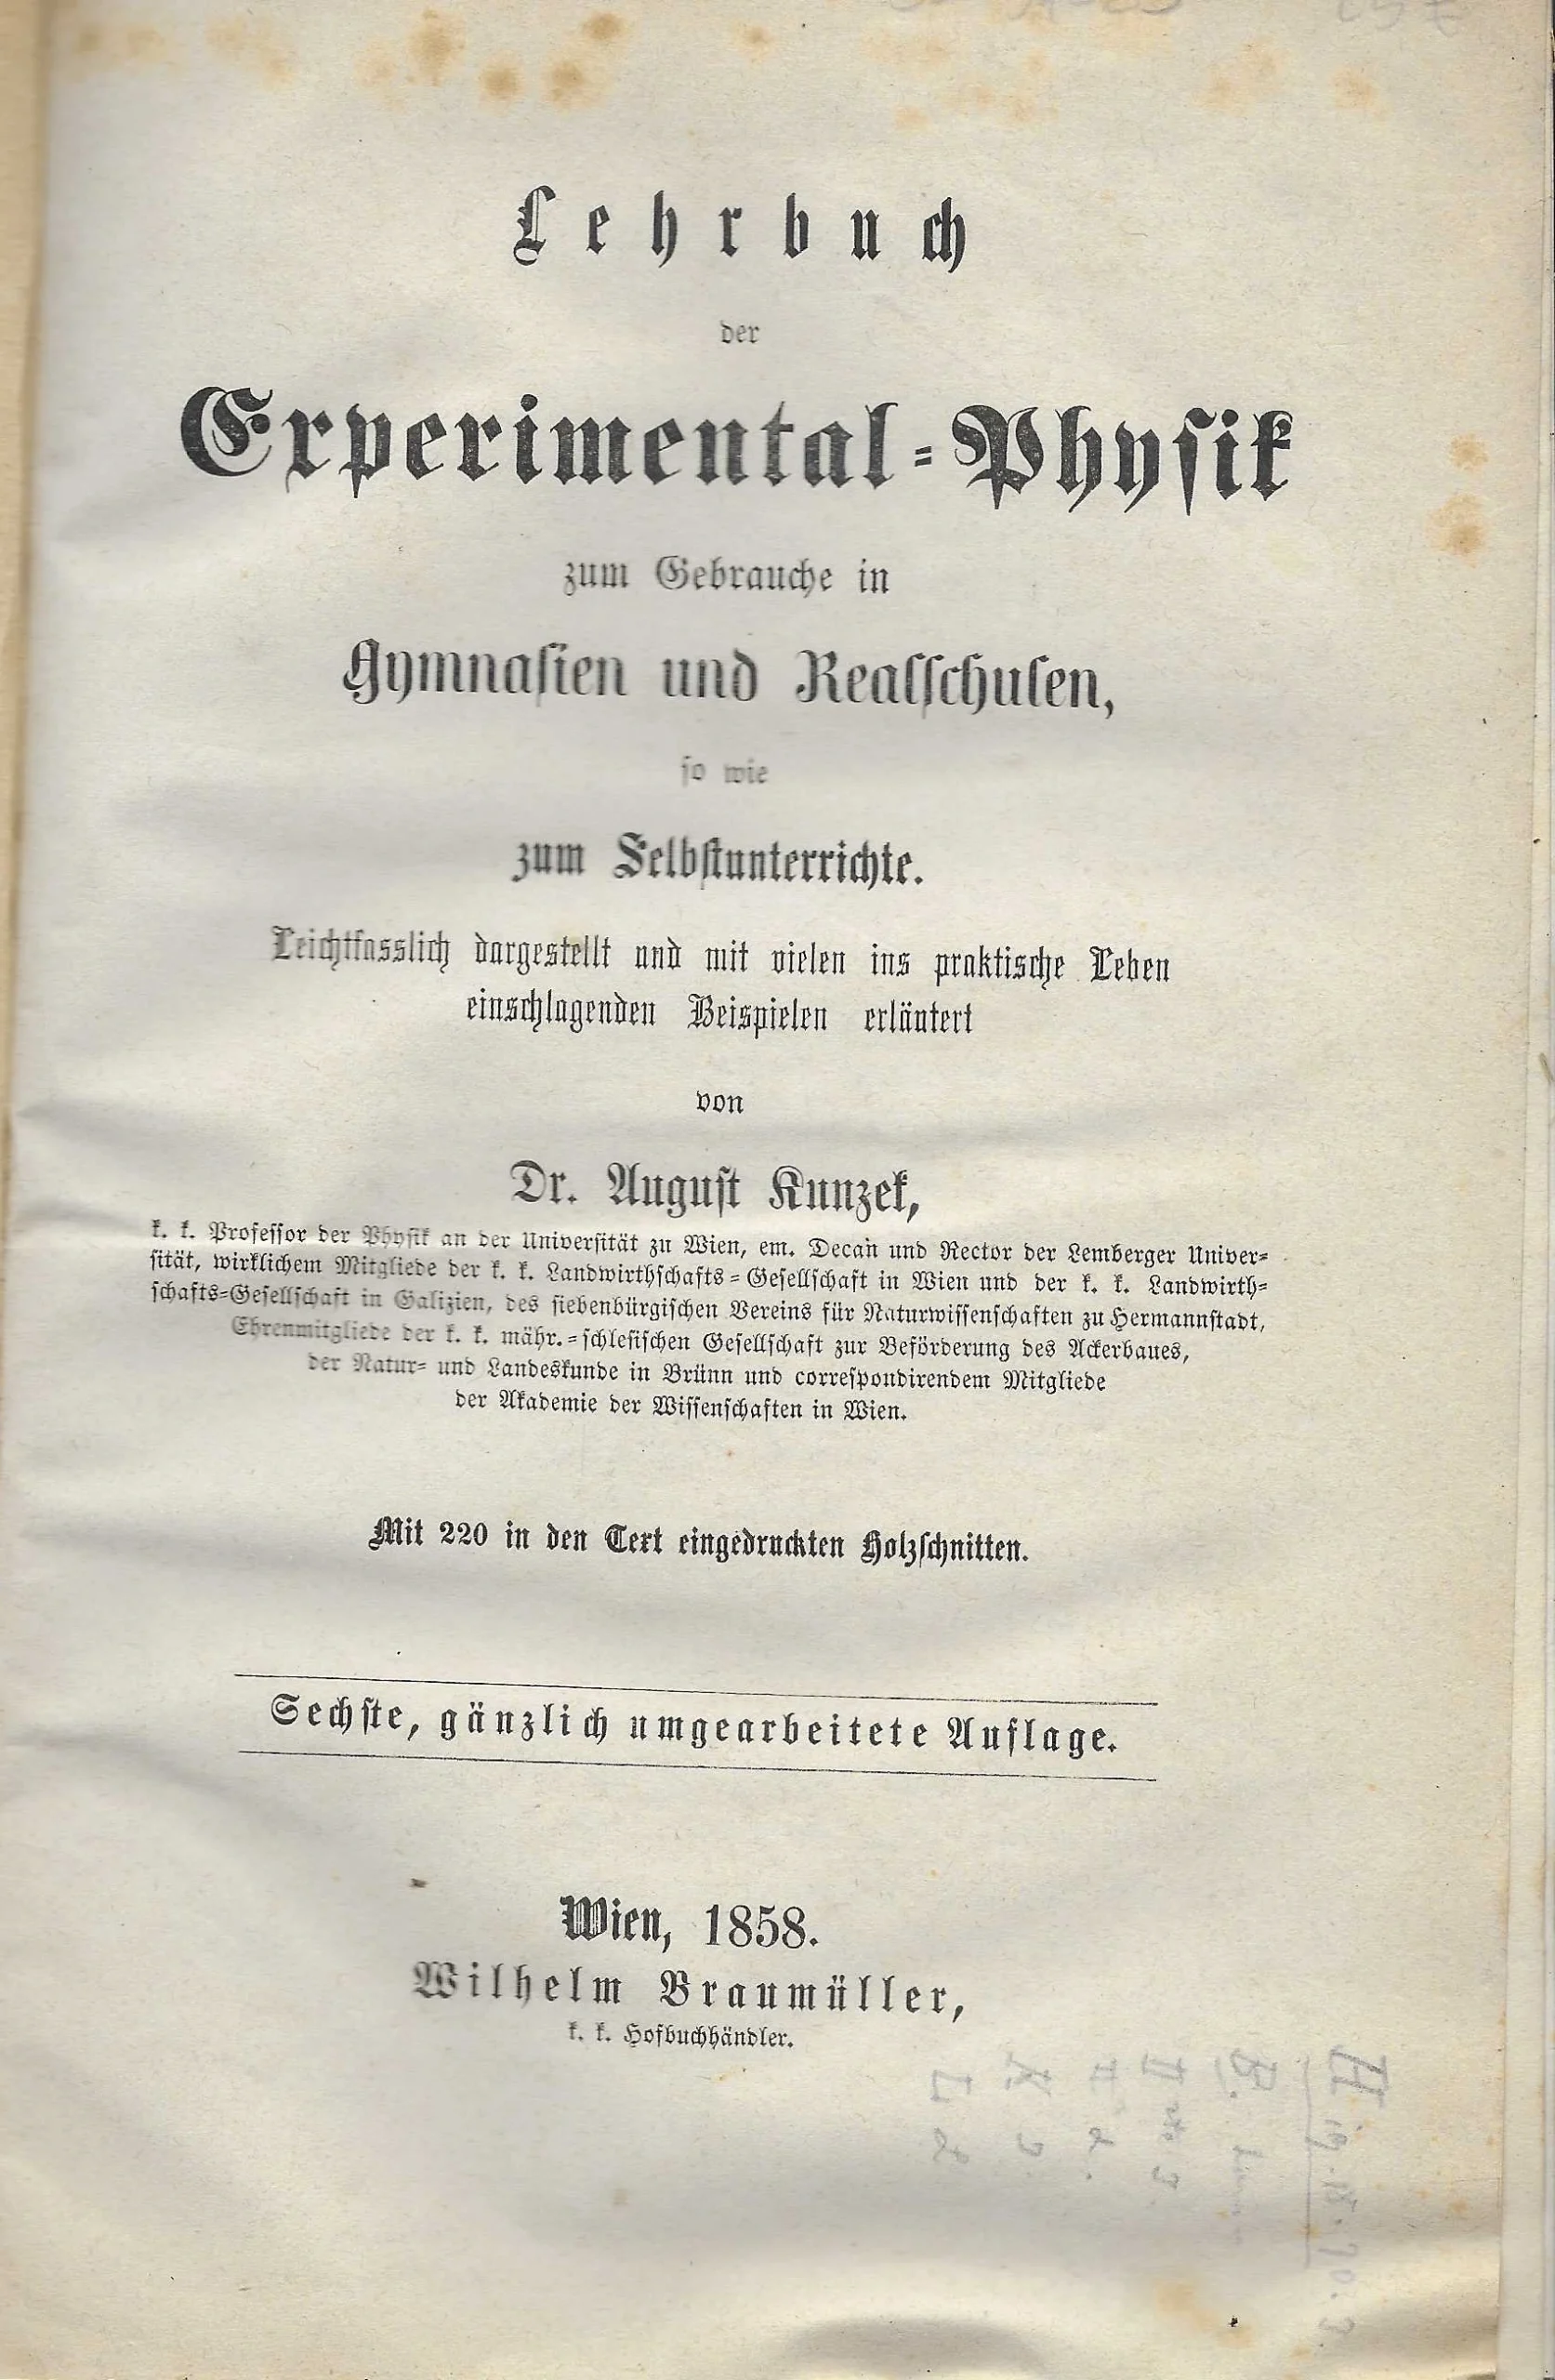 Lehrbuch
der
Experimental-Physik
zum Gebrauche in
Gymnasien und Realschulen,
so wie
zum Selbstunterrichte.
Leichtfasslich dargestellt und mit vielen ins praktische Leben
einschlagenden Beispielen erläutert
von
Dr. August Kunzek,
k. k. Professor der Physik an der Universität zu Wien, em. Decan und Rector der Lemberger Univer-
sität, wirklichem Mitgliede der k. k. Landwirthschafts-Gesellschaft in Wien und der k. k. Landwirth-
schafts-Gesellschaft in Galizien, des siebenbürgischen Vereins für Naturwissenschaften zu Hermannstadt,
Ehrenmitgliede der k. k. mähr.-schlesischen Gesellschaft zur Beförderung des Ackerbaues,
der Natur- und Landeskunde in Brünn und correspondirendem Mitgliede
der Akademie der Wissenschaften in Wien.
Mit 220 in den Text eingedruckten Holzschnitten.
Sechste, gänzlich umgearbeitete Auflage.
Wien, 1858.
Wilhelm Braumüller,
k. k. Hofbuchhändler.